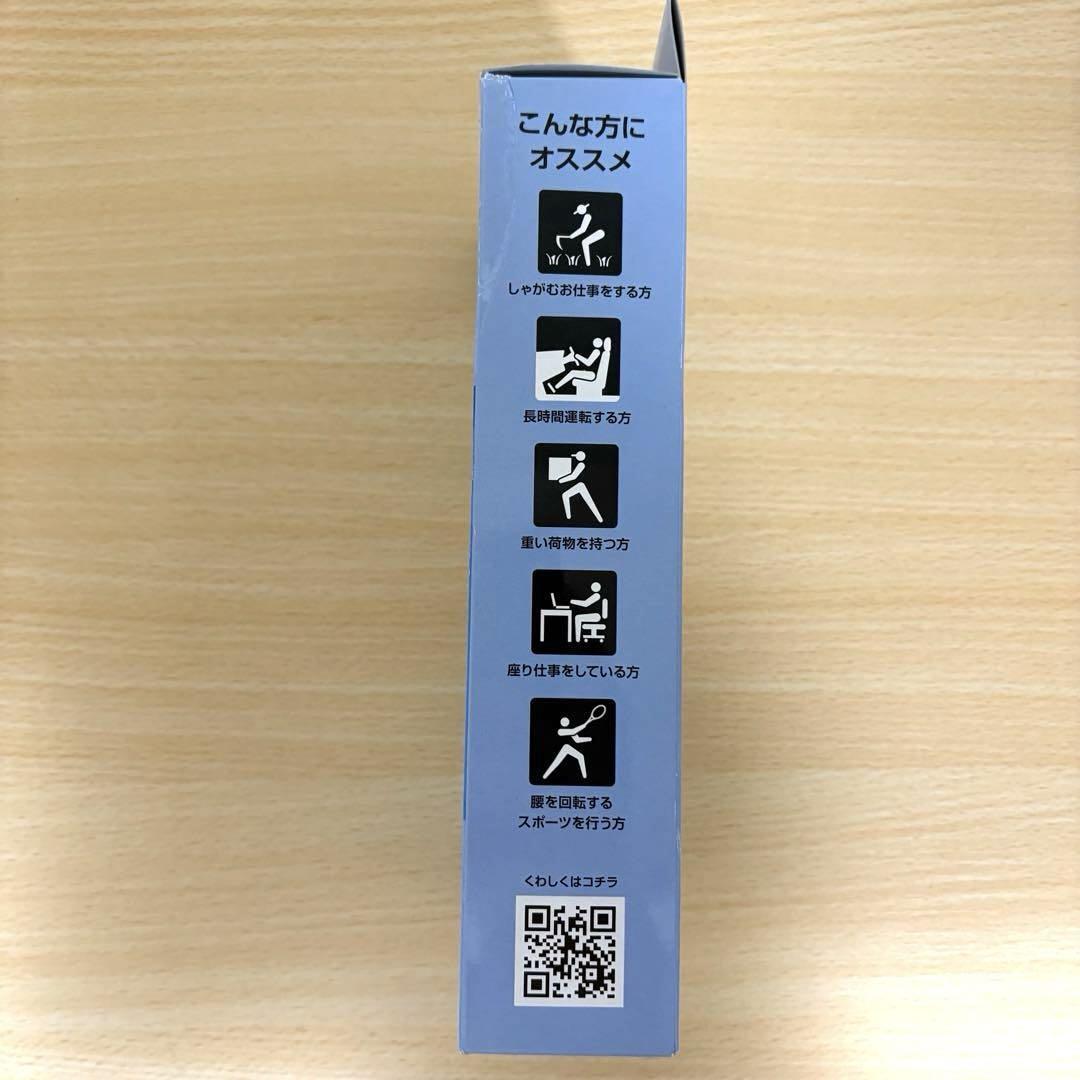 こんな方に
オススメ
しゃがむお仕事をする方
長時間運転する方
重い荷物を持つ方
座り仕事をしている方
腰を回転する
スポーツを行う方
くわしくはコチラ